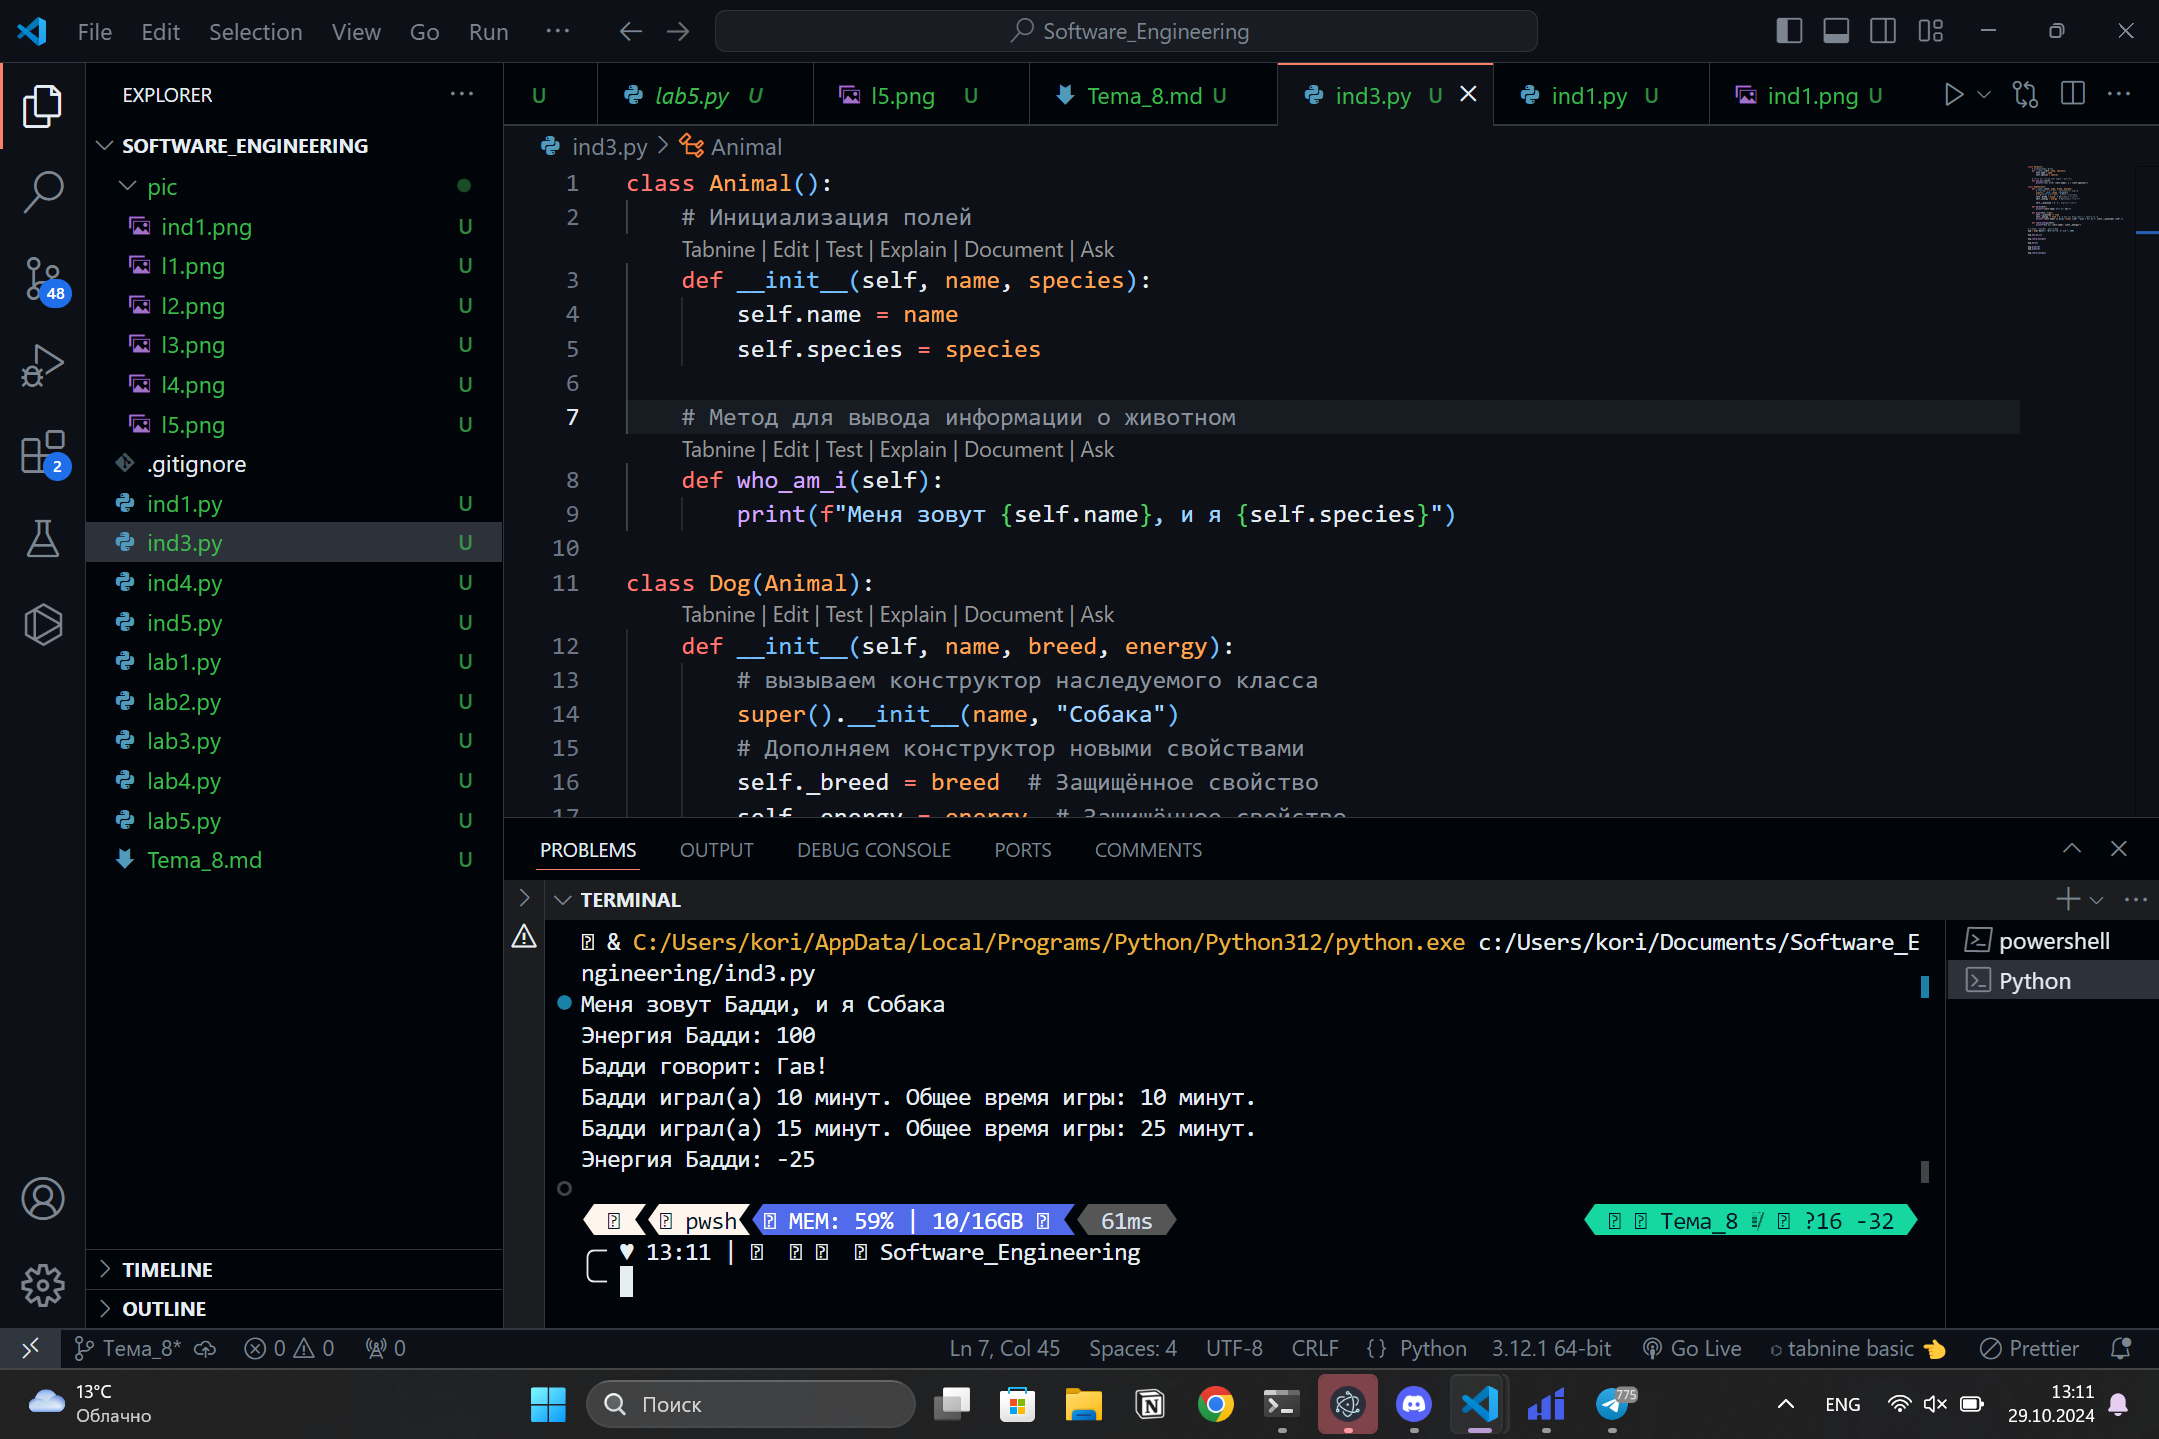 File Edit Selection View Go Run ··· Software_Engineering
EXPLORER ···
SOFTWARE_ENGINEERING
pic
ind1.png U
l1.png U
l2.png U
l3.png U
l4.png U
l5.png U
.gitignore
ind1.py U
ind3.py U
ind4.py U
ind5.py U
lab1.py U
lab2.py U
lab3.py U
lab4.py U
lab5.py U
Tema_8.md U
TIMELINE
OUTLINE
48
2
U lab5.py U l5.png U Tema_8.md U ind3.py U ind1.py U ind1.png U
ind3.py > Animal
1 class Animal():
2 # Инициализация полей
Tabnine | Edit | Test | Explain | Document | Ask
3 def __init__(self, name, species):
4 self.name = name
5 self.species = species
6
7 # Метод для вывода информации о животном
Tabnine | Edit | Test | Explain | Document | Ask
8 def who_am_i(self):
9 print(f"Меня зовут {self.name}, и я {self.species}")
10
11 class Dog(Animal):
Tabnine | Edit | Test | Explain | Document | Ask
12 def __init__(self, name, breed, energy):
13 # вызываем конструктор наследуемого класса
14 super().__init__(name, "Собака")
15 # Дополняем конструктор новыми свойствами
16 self._breed = breed # Защищённое свойство
17 self._energy = energy # Защищённое свойство
PROBLEMS OUTPUT DEBUG CONSOLE PORTS COMMENTS
TERMINAL
& C:/Users/kori/AppData/Local/Programs/Python/Python312/python.exe c:/Users/kori/Documents/Software_E
ngineering/ind3.py
Меня зовут Бадди, и я Собака
Энергия Бадди: 100
Бадди говорит: Гав!
Бадди играл(а) 10 минут. Общее время игры: 10 минут.
Бадди играл(а) 15 минут. Общее время игры: 25 минут.
Энергия Бадди: -25
pwsh MEM: 59% | 10/16GB 61ms Тема_8 ?16 -32
♥ 13:11 | Software_Engineering
powershell
Python
Тема_8* 0 0 0 Ln 7, Col 45 Spaces: 4 UTF-8 CRLF {} Python 3.12.1 64-bit Go Live tabnine basic Prettier
13°C
Облачно
Поиск
775
ENG
13:11
29.10.2024